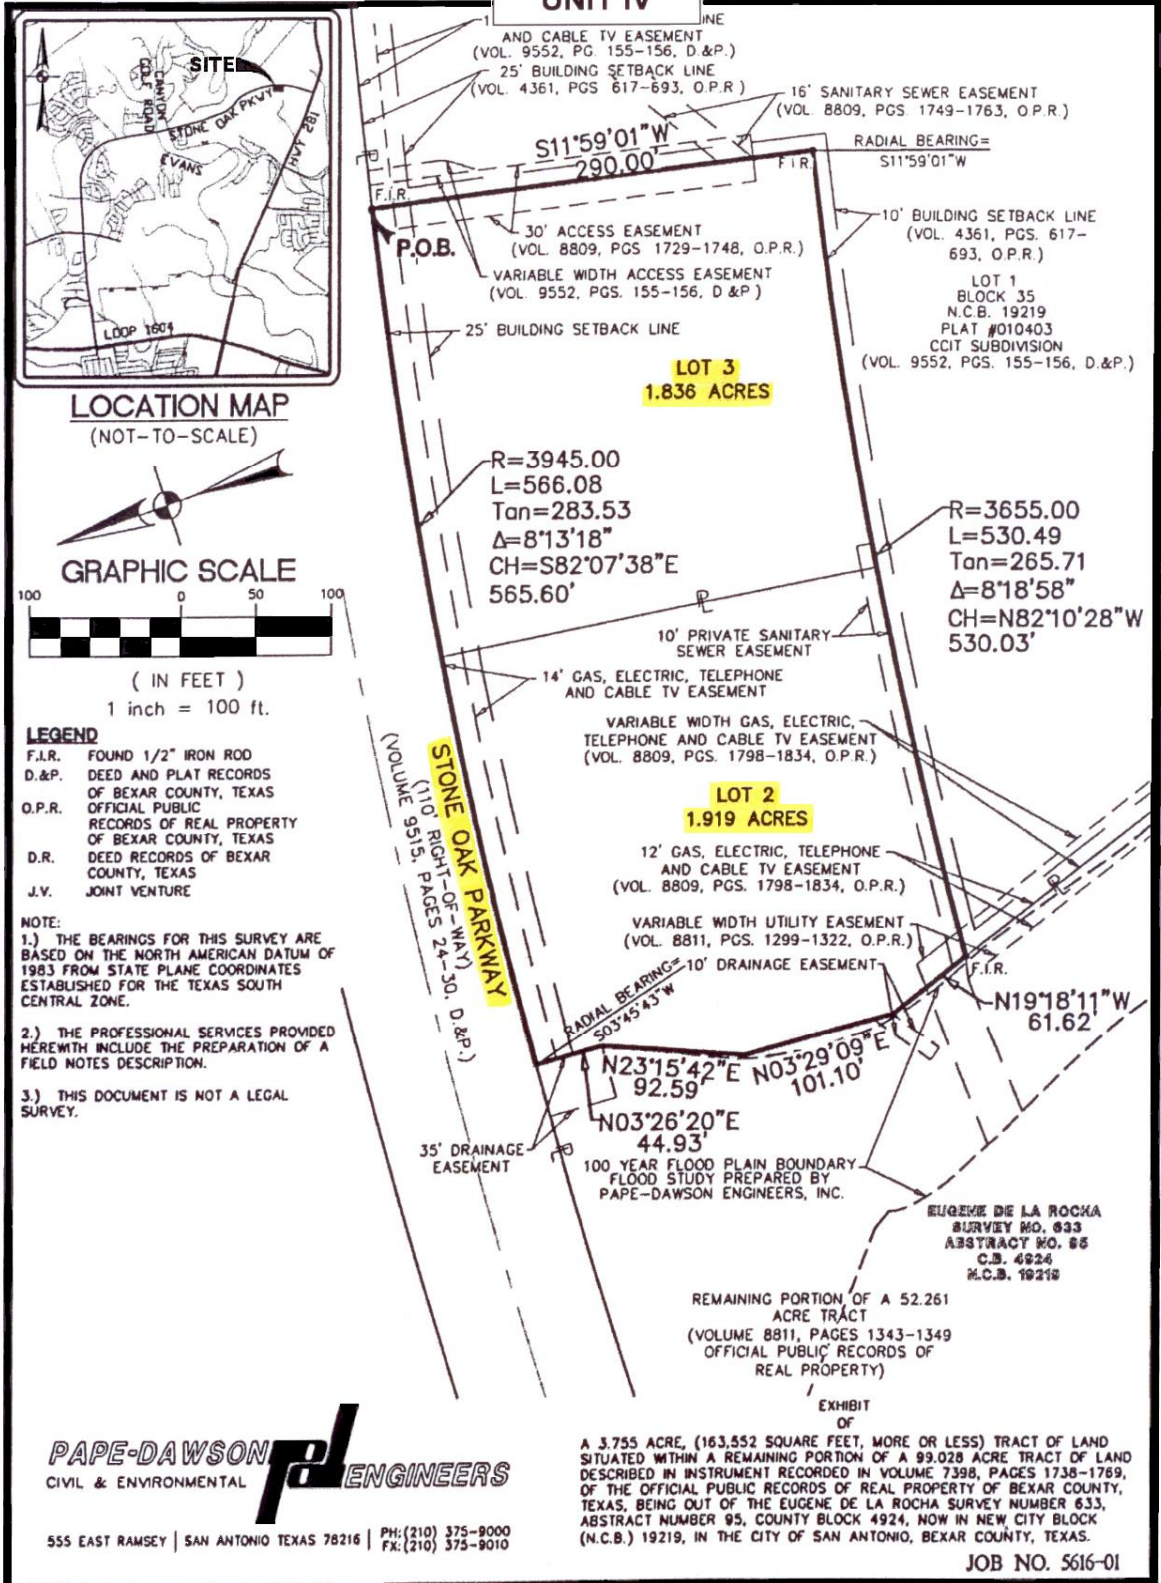 UNIT IV
AND CABLE TV EASEMENT
(VOL. 9552, PG. 155-156, D.&P.)
25' BUILDING SETBACK LINE
(VOL. 4361, PGS 617-693, O.P.R )
16' SANITARY SEWER EASEMENT
(VOL. 8809, PGS 1749-1763, O.P.R.)
S11°59'01"W
290.00'
RADIAL BEARING=
S11°59'01"W
F.I.R.
F.I.R.
P.O.B.
30' ACCESS EASEMENT
(VOL. 8809, PGS 1729-1748, O.P.R.)
VARIABLE WIDTH ACCESS EASEMENT
(VOL. 9552, PGS. 155-156, D &P )
25' BUILDING SETBACK LINE
10' BUILDING SETBACK LINE
(VOL. 4361, PGS. 617-
693, O.P.R.)
LOT 1
BLOCK 35
N.C.B. 19219
PLAT #010403
CCIT SUBDIVISION
(VOL. 9552, PGS. 155-156, D.&P.)
SITE
CANYON
GOLF ROAD
STONE OAK PKWY
EVANS
HWY 281
LOOP 1604
LOCATION MAP
(NOT-TO-SCALE)
LOT 3
1.836 ACRES
R=3945.00
L=566.08
Tan=283.53
Δ=8°13'18"
CH=S82°07'38"E
565.60'
R=3655.00
L=530.49
Tan=265.71
Δ=8°18'58"
CH=N82°10'28"W
530.03'
GRAPHIC SCALE
100 0 50 100
( IN FEET )
1 inch = 100 ft.
10' PRIVATE SANITARY
SEWER EASEMENT
14' GAS, ELECTRIC, TELEPHONE
AND CABLE TV EASEMENT
VARIABLE WIDTH GAS, ELECTRIC,
TELEPHONE AND CABLE TV EASEMENT
(VOL. 8809, PGS. 1798-1834, O.P.R.)
LOT 2
1.919 ACRES
12' GAS, ELECTRIC, TELEPHONE
AND CABLE TV EASEMENT
(VOL. 8809, PGS. 1798-1834, O.P.R.)
VARIABLE WIDTH UTILITY EASEMENT
(VOL. 8811, PGS. 1299-1322, O.P.R.)
10' DRAINAGE EASEMENT
F.I.R.
N19°18'11"W
61.62'
STONE OAK PARKWAY
(110' RIGHT-OF-WAY)
(VOLUME 9515, PAGES 24-30, D.&P.)
RADIAL BEARING=
S03°45'43"W
N23°15'42"E
92.59'
N03°29'09"E
101.10'
N03°26'20"E
44.93'
35' DRAINAGE
EASEMENT
100 YEAR FLOOD PLAIN BOUNDARY
FLOOD STUDY PREPARED BY
PAPE-DAWSON ENGINEERS, INC.
LEGEND
F.I.R. FOUND 1/2" IRON ROD
D.&P. DEED AND PLAT RECORDS
OF BEXAR COUNTY, TEXAS
O.P.R. OFFICIAL PUBLIC
RECORDS OF REAL PROPERTY
OF BEXAR COUNTY, TEXAS
D.R. DEED RECORDS OF BEXAR
COUNTY, TEXAS
J.V. JOINT VENTURE
NOTE:
1.) THE BEARINGS FOR THIS SURVEY ARE
BASED ON THE NORTH AMERICAN DATUM OF
1983 FROM STATE PLANE COORDINATES
ESTABLISHED FOR THE TEXAS SOUTH
CENTRAL ZONE.
2.) THE PROFESSIONAL SERVICES PROVIDED
HEREWITH INCLUDE THE PREPARATION OF A
FIELD NOTES DESCRIPTION.
3.) THIS DOCUMENT IS NOT A LEGAL
SURVEY.
EUGENE DE LA ROCHA
SURVEY NO. 633
ABSTRACT NO. 95
C.B. 4924
N.C.B. 19219
REMAINING PORTION OF A 52.261
ACRE TRACT
(VOLUME 8811, PAGES 1343-1349
OFFICIAL PUBLIC RECORDS OF
REAL PROPERTY)
EXHIBIT
OF
A 3.755 ACRE, (163,552 SQUARE FEET, MORE OR LESS) TRACT OF LAND
SITUATED WITHIN A REMAINING PORTION OF A 99.028 ACRE TRACT OF LAND
DESCRIBED IN INSTRUMENT RECORDED IN VOLUME 7398, PAGES 1738-1769,
OF THE OFFICIAL PUBLIC RECORDS OF REAL PROPERTY OF BEXAR COUNTY,
TEXAS, BEING OUT OF THE EUGENE DE LA ROCHA SURVEY NUMBER 633,
ABSTRACT NUMBER 95, COUNTY BLOCK 4924, NOW IN NEW CITY BLOCK
(N.C.B.) 19219, IN THE CITY OF SAN ANTONIO, BEXAR COUNTY, TEXAS.
JOB NO. 5616-01
PAPE-DAWSON
CIVIL & ENVIRONMENTAL
pd
ENGINEERS
555 EAST RAMSEY | SAN ANTONIO TEXAS 78216 | PH:(210) 375-9000
FX:(210) 375-9010